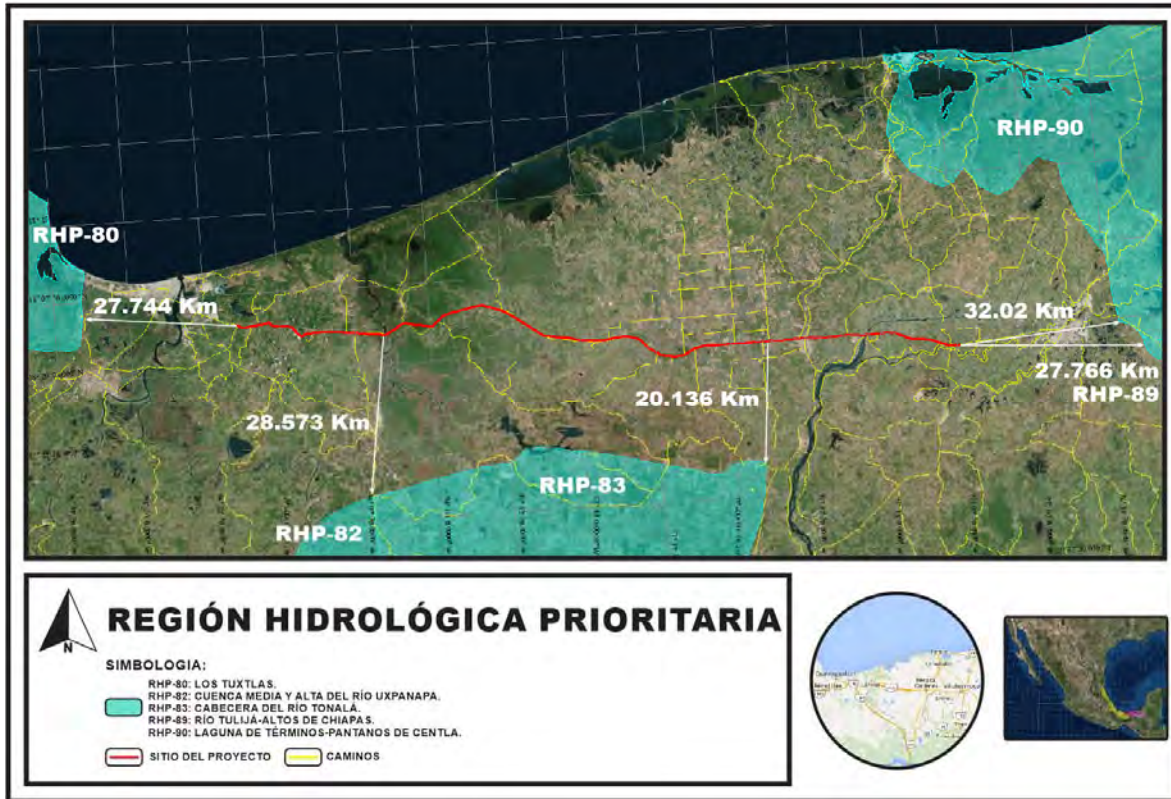 RHP-90
RHP-80
27.744 Km
32.02 Km
27.766 Km
RHP-89
28.573 Km
20.136 Km
RHP-83
RHP-82
REGIÓN HIDROLÓGICA PRIORITARIA
N
SIMBOLOGIA:
RHP-80: LOS TUXTLAS.
RHP-82: CUENCA MEDIA Y ALTA DEL RÍO UXPANAPA.
RHP-83: CABECERA DEL RÍO TONALÁ.
RHP-89: RÍO TULIJÁ-ALTOS DE CHIAPAS.
RHP-90: LAGUNA DE TÉRMINOS-PANTANOS DE CENTLA.
SITIO DEL PROYECTO CAMINOS